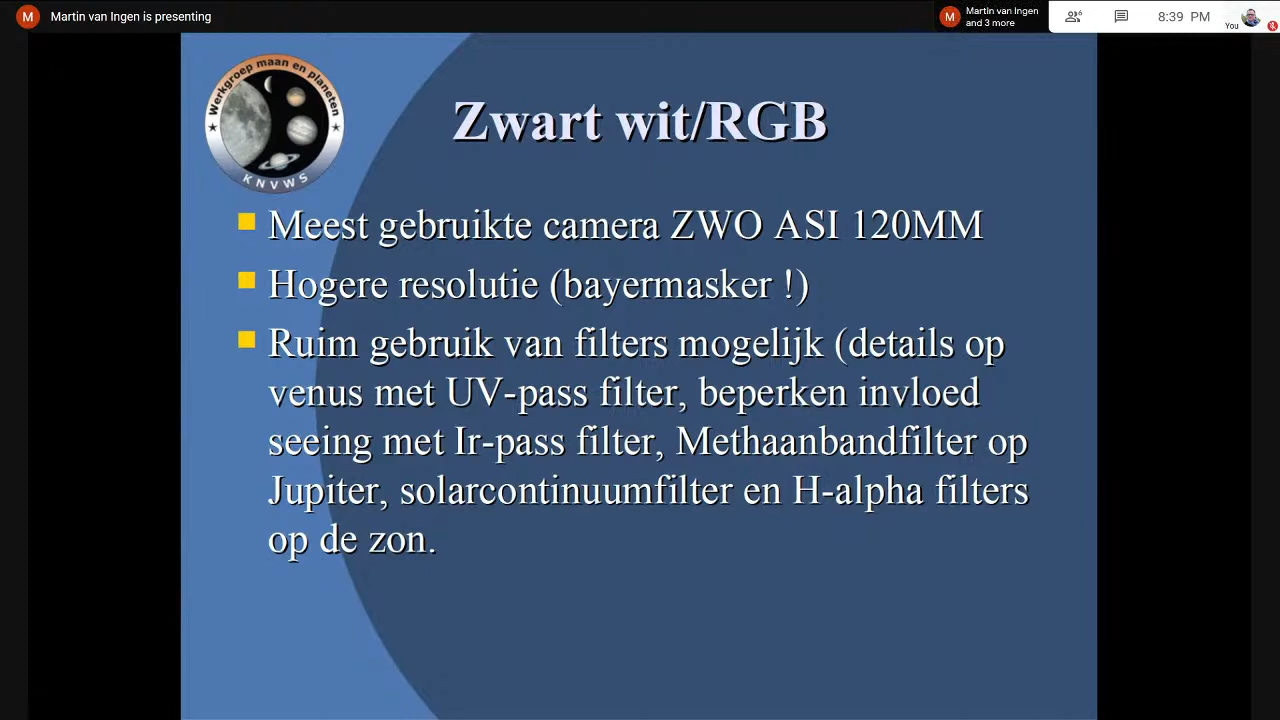 M Martin van Ingen is presenting
M Martin van Ingen
and 3 more
6
8:39 PM
You
Werkgroep maan en planeten
KNVWS
Zwart wit/RGB
Meest gebruikte camera ZWO ASI 120MM
Hogere resolutie (bayermasker !)
Ruim gebruik van filters mogelijk (details op
venus met UV-pass filter, beperken invloed
seeing met Ir-pass filter, Methaanbandfilter op
Jupiter, solarcontinuumfilter en H-alpha filters
op de zon.